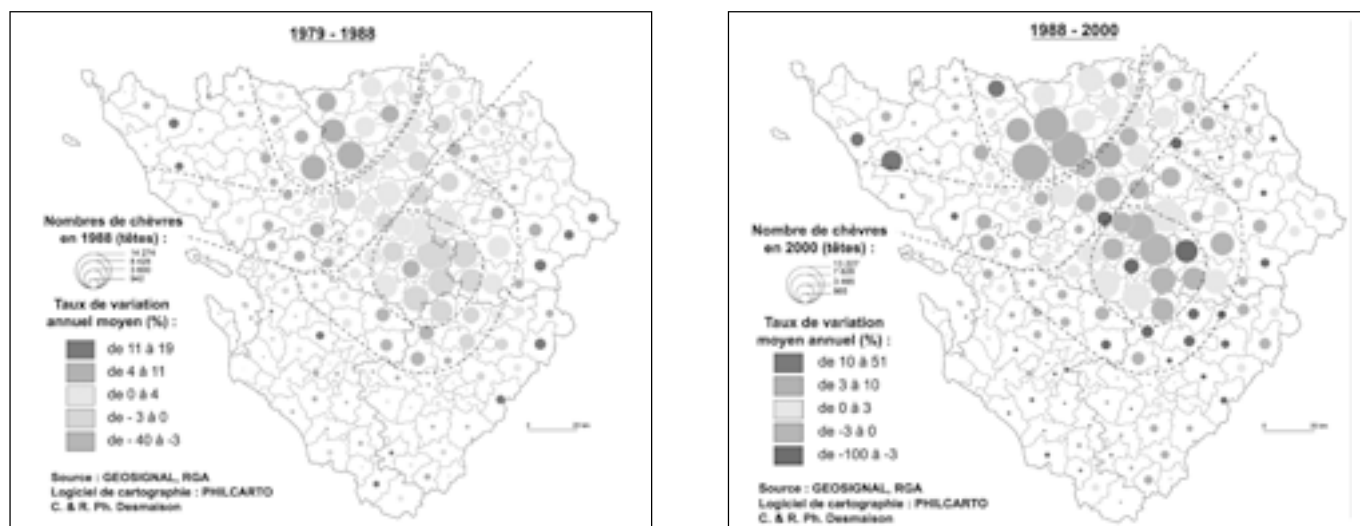 1979 - 1988
Nombres de chèvres
en 1988 (têtes) :
Taux de variation
annuel moyen (%) :
de 11 à 19
de 4 à 11
de 0 à 4
de - 3 à 0
de - 40 à -3
Source : GEOSIGNAL, RGA
Logiciel de cartographie : PHILCARTO
C. & R. Ph. Desmaison
1988 - 2000
Nombre de chèvres
en 2000 (têtes) :
Taux de variation
moyen annuel (%) :
de 10 à 51
de 3 à 10
de 0 à 3
de -3 à 0
de -100 à -3
Source : GEOSIGNAL, RGA
Logiciel de cartographie : PHILCARTO
C. & R. Ph. Desmaison